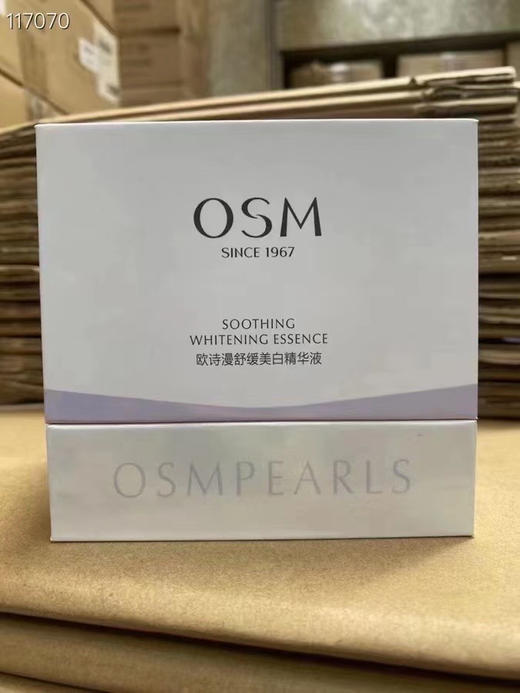 117070
OSM
SINCE 1967
SOOTHING
WHITENING ESSENCE
欧诗漫舒缓美白精华液
OSMPEARLS